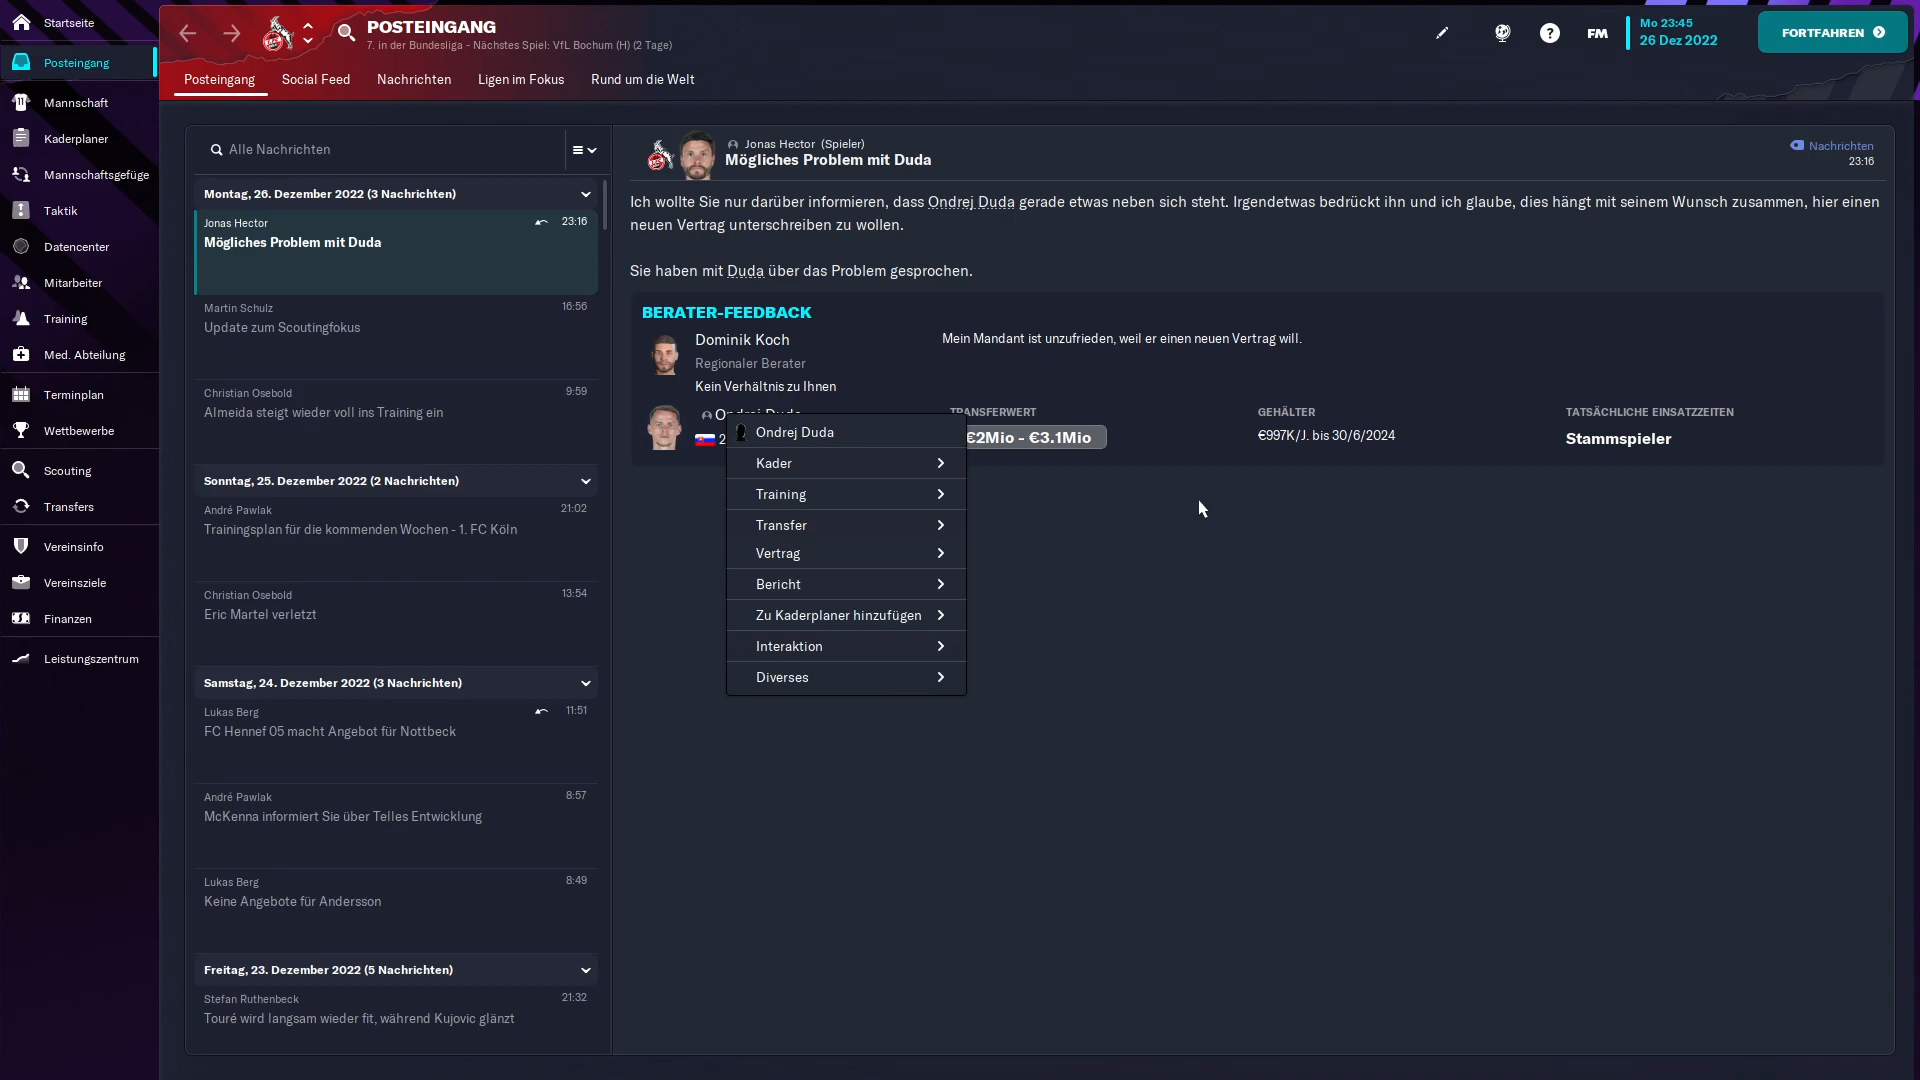 Startseite
Posteingang
Mannschaft
Kaderplaner
Mannschaftsgefüge
Taktik
Datencenter
Mitarbeiter
Training
Med. Abteilung
Terminplan
Wettbewerbe
Scouting
Transfers
Vereinsinfo
Vereinsziele
Finanzen
Leistungszentrum
POSTEINGANG
7. in der Bundesliga - Nächstes Spiel: VfL Bochum (H) (2 Tage)
FM
Mo 23:45
26 Dez 2022
FORTFAHREN
Posteingang Social Feed Nachrichten Ligen im Fokus Rund um die Welt
Alle Nachrichten
Montag, 26. Dezember 2022 (3 Nachrichten)
Jonas Hector 23:16
Mögliches Problem mit Duda
Martin Schulz 16:56
Update zum Scoutingfokus
Christian Osebold 9:59
Almeida steigt wieder voll ins Training ein
Sonntag, 25. Dezember 2022 (2 Nachrichten)
André Pawlak 21:02
Trainingsplan für die kommenden Wochen - 1. FC Köln
Christian Osebold 13:54
Eric Martel verletzt
Samstag, 24. Dezember 2022 (3 Nachrichten)
Lukas Berg 11:51
FC Hennef 05 macht Angebot für Nottbeck
André Pawlak 8:57
McKenna informiert Sie über Telles Entwicklung
Lukas Berg 8:49
Keine Angebote für Andersson
Freitag, 23. Dezember 2022 (5 Nachrichten)
Stefan Ruthenbeck 21:32
Touré wird langsam wieder fit, während Kujovic glänzt
Jonas Hector (Spieler)
Mögliches Problem mit Duda
Nachrichten
23:16
Ich wollte Sie nur darüber informieren, dass Ondrej Duda gerade etwas neben sich steht. Irgendetwas bedrückt ihn und ich glaube, dies hängt mit seinem Wunsch zusammen, hier einen
neuen Vertrag unterschreiben zu wollen.
Sie haben mit Duda über das Problem gesprochen.
BERATER-FEEDBACK
Dominik Koch
Regionaler Berater
Kein Verhältnis zu Ihnen
Mein Mandant ist unzufrieden, weil er einen neuen Vertrag will.
Ondrej Duda
2
TRANSFERWERT
€2Mio - €3.1Mio
GEHÄLTER
€997K/J. bis 30/6/2024
TATSÄCHLICHE EINSATZZEITEN
Stammspieler
Ondrej Duda
Kader
Training
Transfer
Vertrag
Bericht
Zu Kaderplaner hinzufügen
Interaktion
Diverses